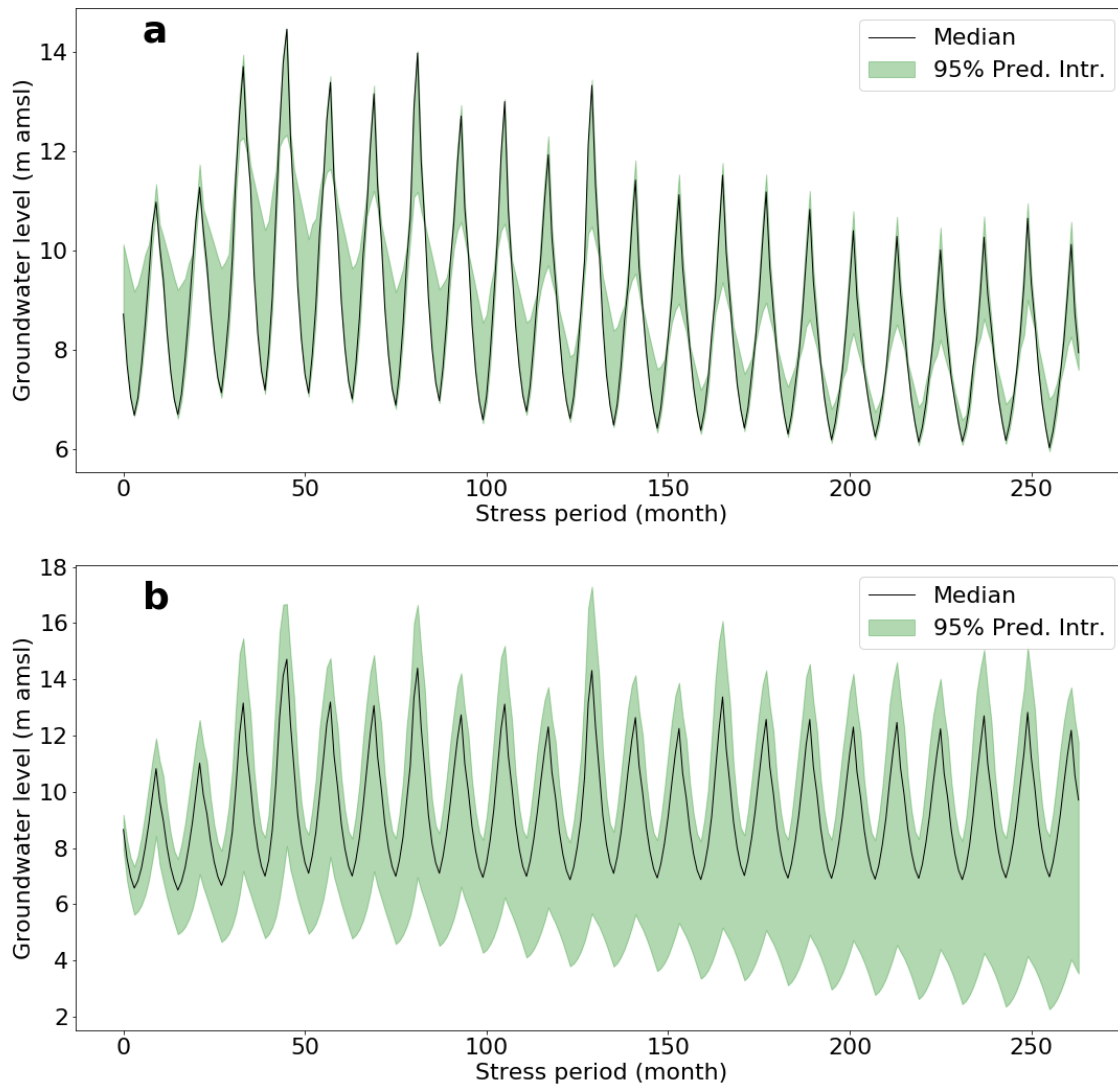 a
Median
95% Pred. Intr.
Groundwater level (m amsl)
14
12
10
8
6
0 50 100 150 200 250
Stress period (month)
b
Median
95% Pred. Intr.
Groundwater level (m amsl)
18
16
14
12
10
8
6
4
2
0 50 100 150 200 250
Stress period (month)